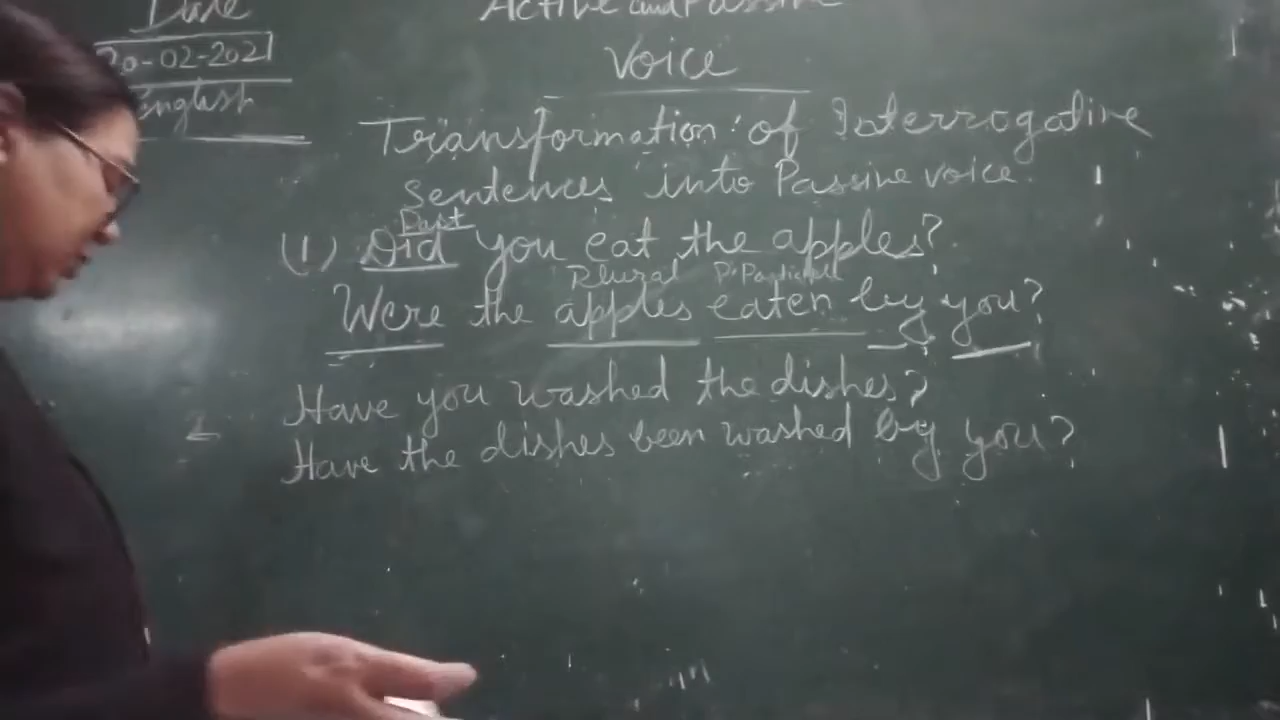 Date
20-02-2021
English
Active and Passive
Voice
Transformation of Interrogative
Sentences into Passive voice.
Past
(1) Did you eat the apples?
Plural P. Participle
Were the apples eaten by you?
Have you washed the dishes?
2
Have the dishes been washed by you?